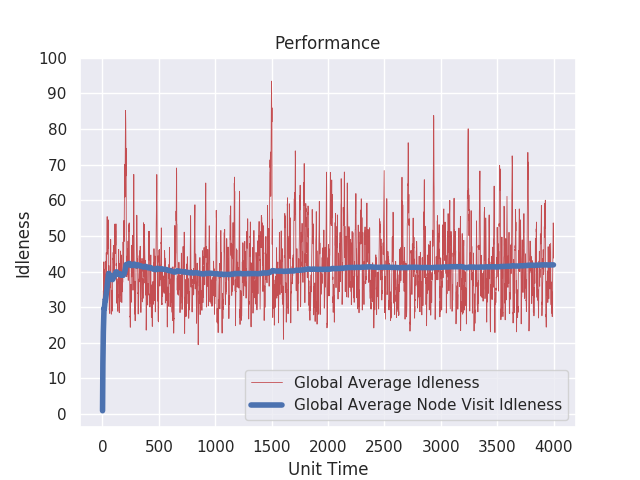 Performance
100
90
80
70
60
50
40
30
20
10
0
Idleness
Global Average Idleness
Global Average Node Visit Idleness
0 500 1000 1500 2000 2500 3000 3500 4000
Unit Time